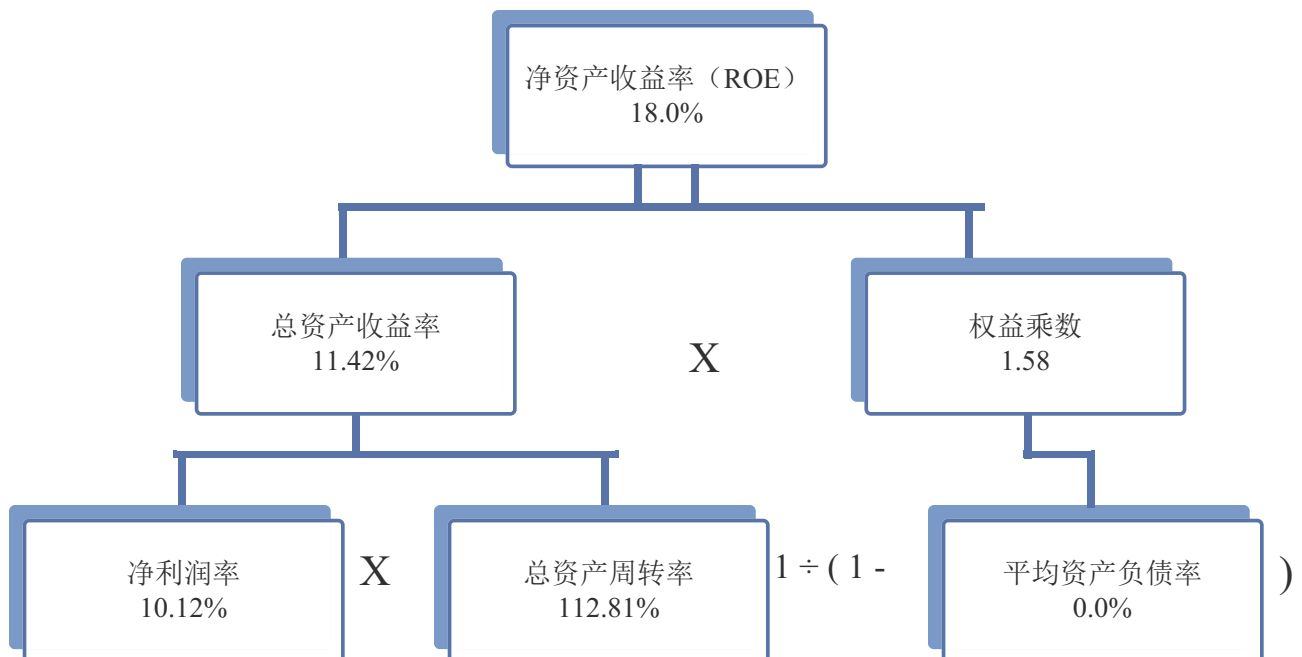 净资产收益率（ROE）
18.0%
总资产收益率
11.42%
X
权益乘数
1.58
净利润率
10.12%
X
总资产周转率
112.81%
1 ÷ ( 1 -
平均资产负债率
0.0%
)